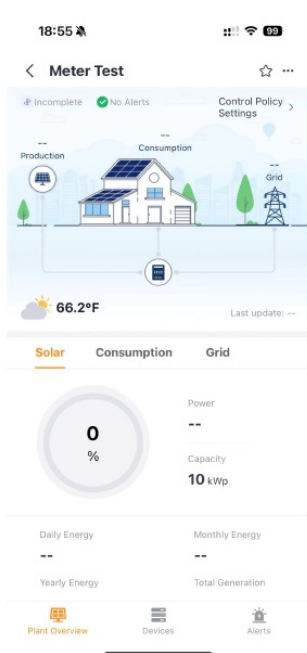 18:55
99
Meter Test
Incomplete
No Alerts
Control Policy
Settings
--
Production
--
Consumption
--
Grid
66.2°F
Last update: --
Solar
Consumption
Grid
0
%
Power
--
Capacity
10 kWp
Daily Energy
--
Monthly Energy
--
Yearly Energy
Total Generation
Plant Overview
Devices
Alerts